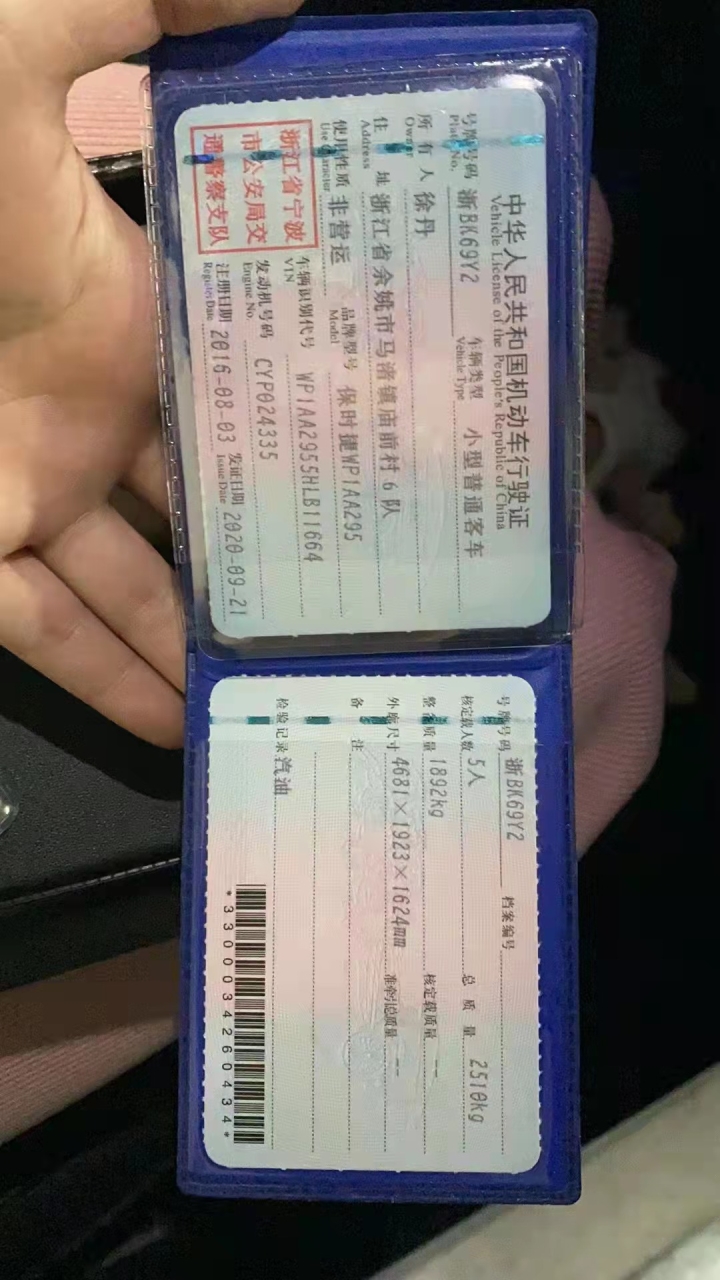 中华人民共和国机动车行驶证
Vehicle License of the People's Republic of China
号牌号码 浙BK69Y2 车辆类型 小型普通客车
Plate No. Vehicle Type
所有人 徐丹
Owner
住址 浙江省余姚市马渚镇庙前村6队
Address
使用性质 非营运 品牌型号 保时捷WP1AA295
Use Character Model
浙江省宁波
市公安局交
通警察支队
车辆识别代号 WP1AA2955HLB11664
VIN
发动机号码 CYP024335
Engine No.
注册日期 2016-08-03 发证日期 2020-09-21
Register Date Issue Date
号牌号码 浙BK69Y2 档案编号
核定载人数 5人 总质量 2510kg
整备质量 1892kg 核定载质量 --
外廓尺寸 4681×1923×1624mm 准牵引总质量 --
备注
检验记录 汽油
*3300034260434*